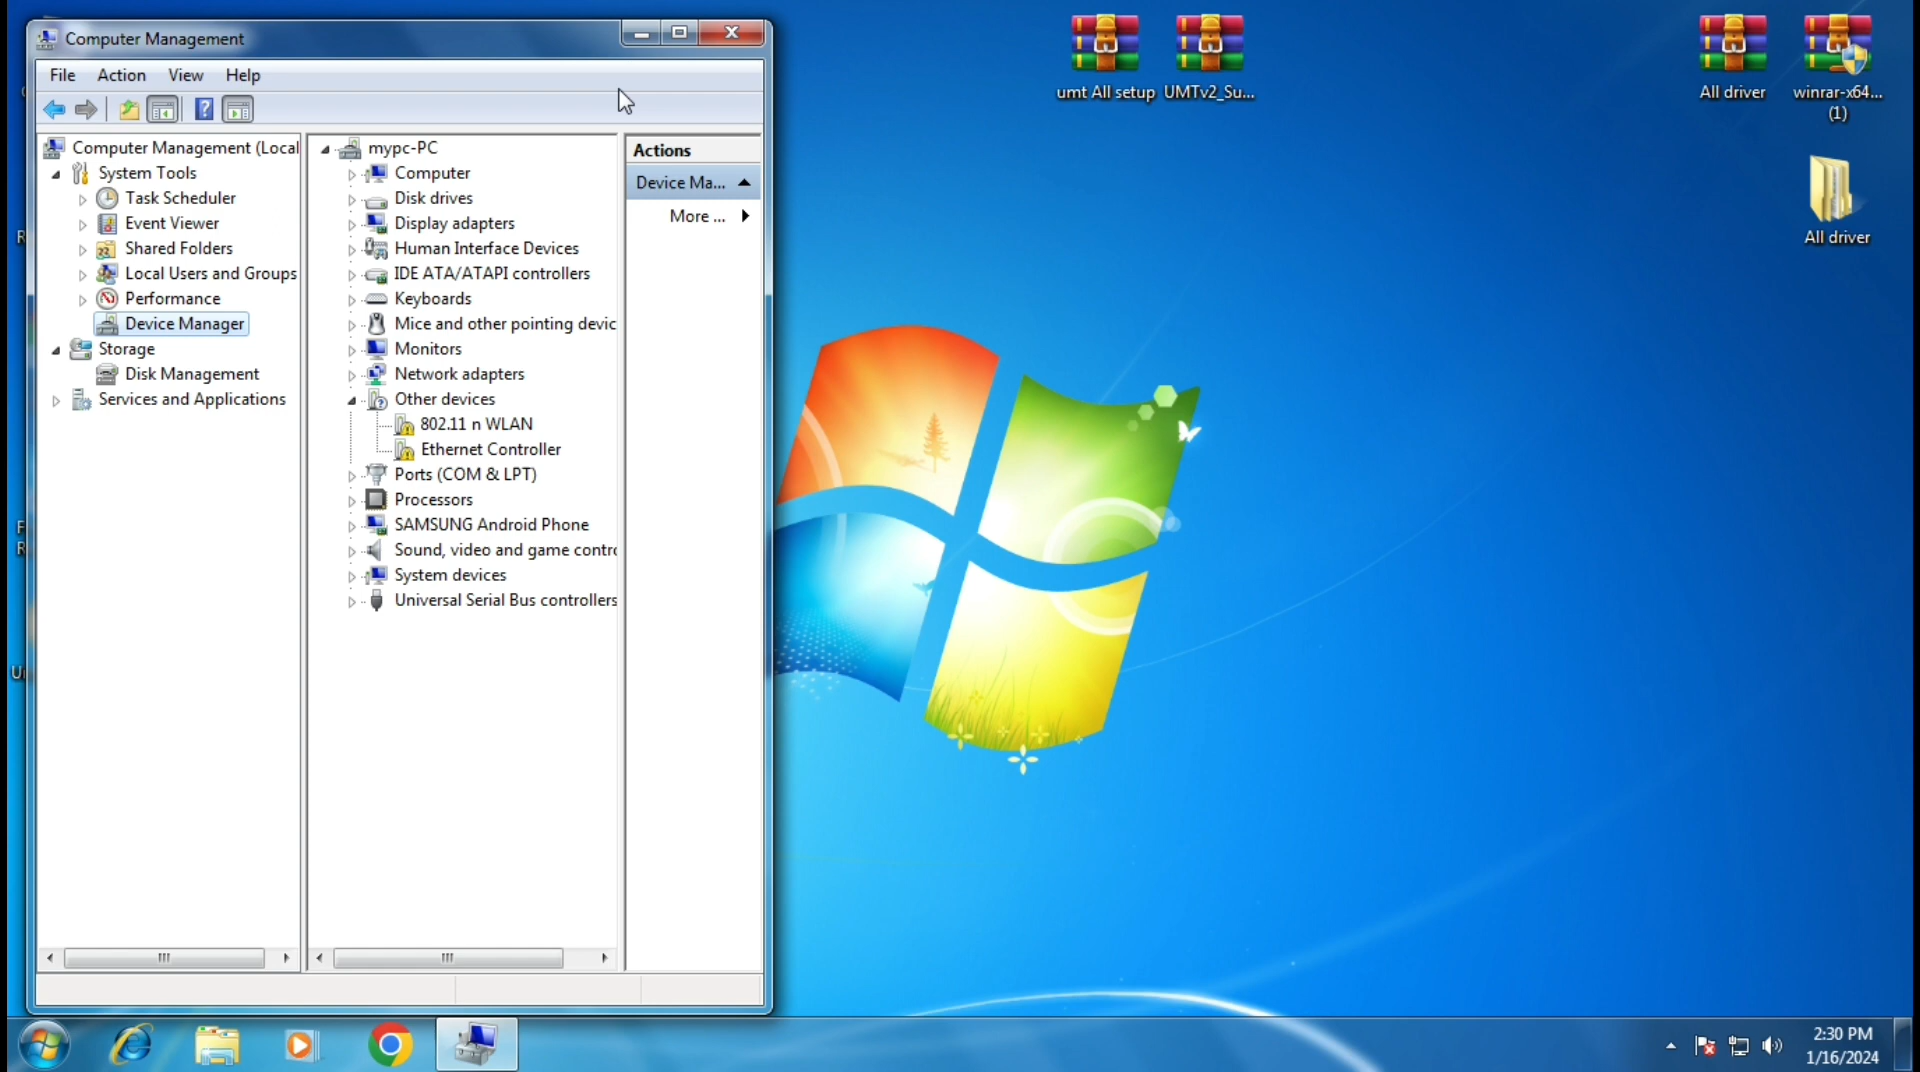 Computer Management
File Action View Help
Computer Management (Local
System Tools
Task Scheduler
Event Viewer
Shared Folders
Local Users and Groups
Performance
Device Manager
Storage
Disk Management
Services and Applications
mypc-PC
Computer
Disk drives
Display adapters
Human Interface Devices
IDE ATA/ATAPI controllers
Keyboards
Mice and other pointing devic
Monitors
Network adapters
Other devices
802.11 n WLAN
Ethernet Controller
Ports (COM & LPT)
Processors
SAMSUNG Android Phone
Sound, video and game contro
System devices
Universal Serial Bus controllers
Actions
Device Ma...
More ...
umt All setup
UMTv2_Su...
All driver
winrar-x64...
(1)
All driver
2:30 PM
1/16/2024